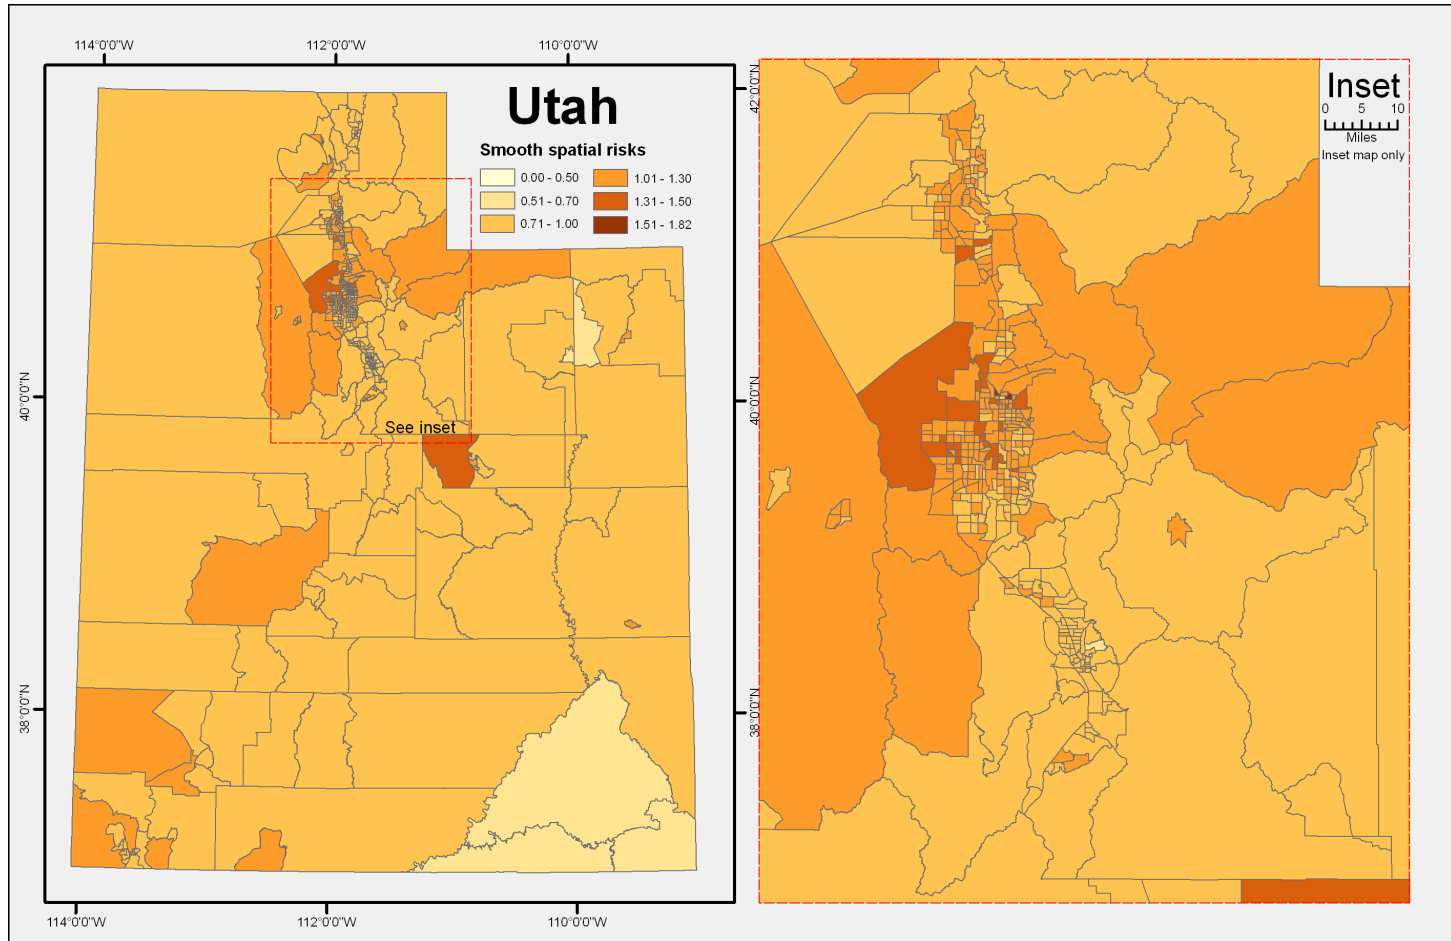 114°0'0"W 112°0'0"W 110°0'0"W
Utah
Smooth spatial risks
0.00 - 0.50 1.01 - 1.30
0.51 - 0.70 1.31 - 1.50
0.71 - 1.00 1.51 - 1.82
See inset
40°0'0"N
38°0'0"N
114°0'0"W 112°0'0"W 110°0'0"W
42°0'0"N
40°0'0"N
38°0'0"N
Inset
0 5 10
Miles
Inset map only